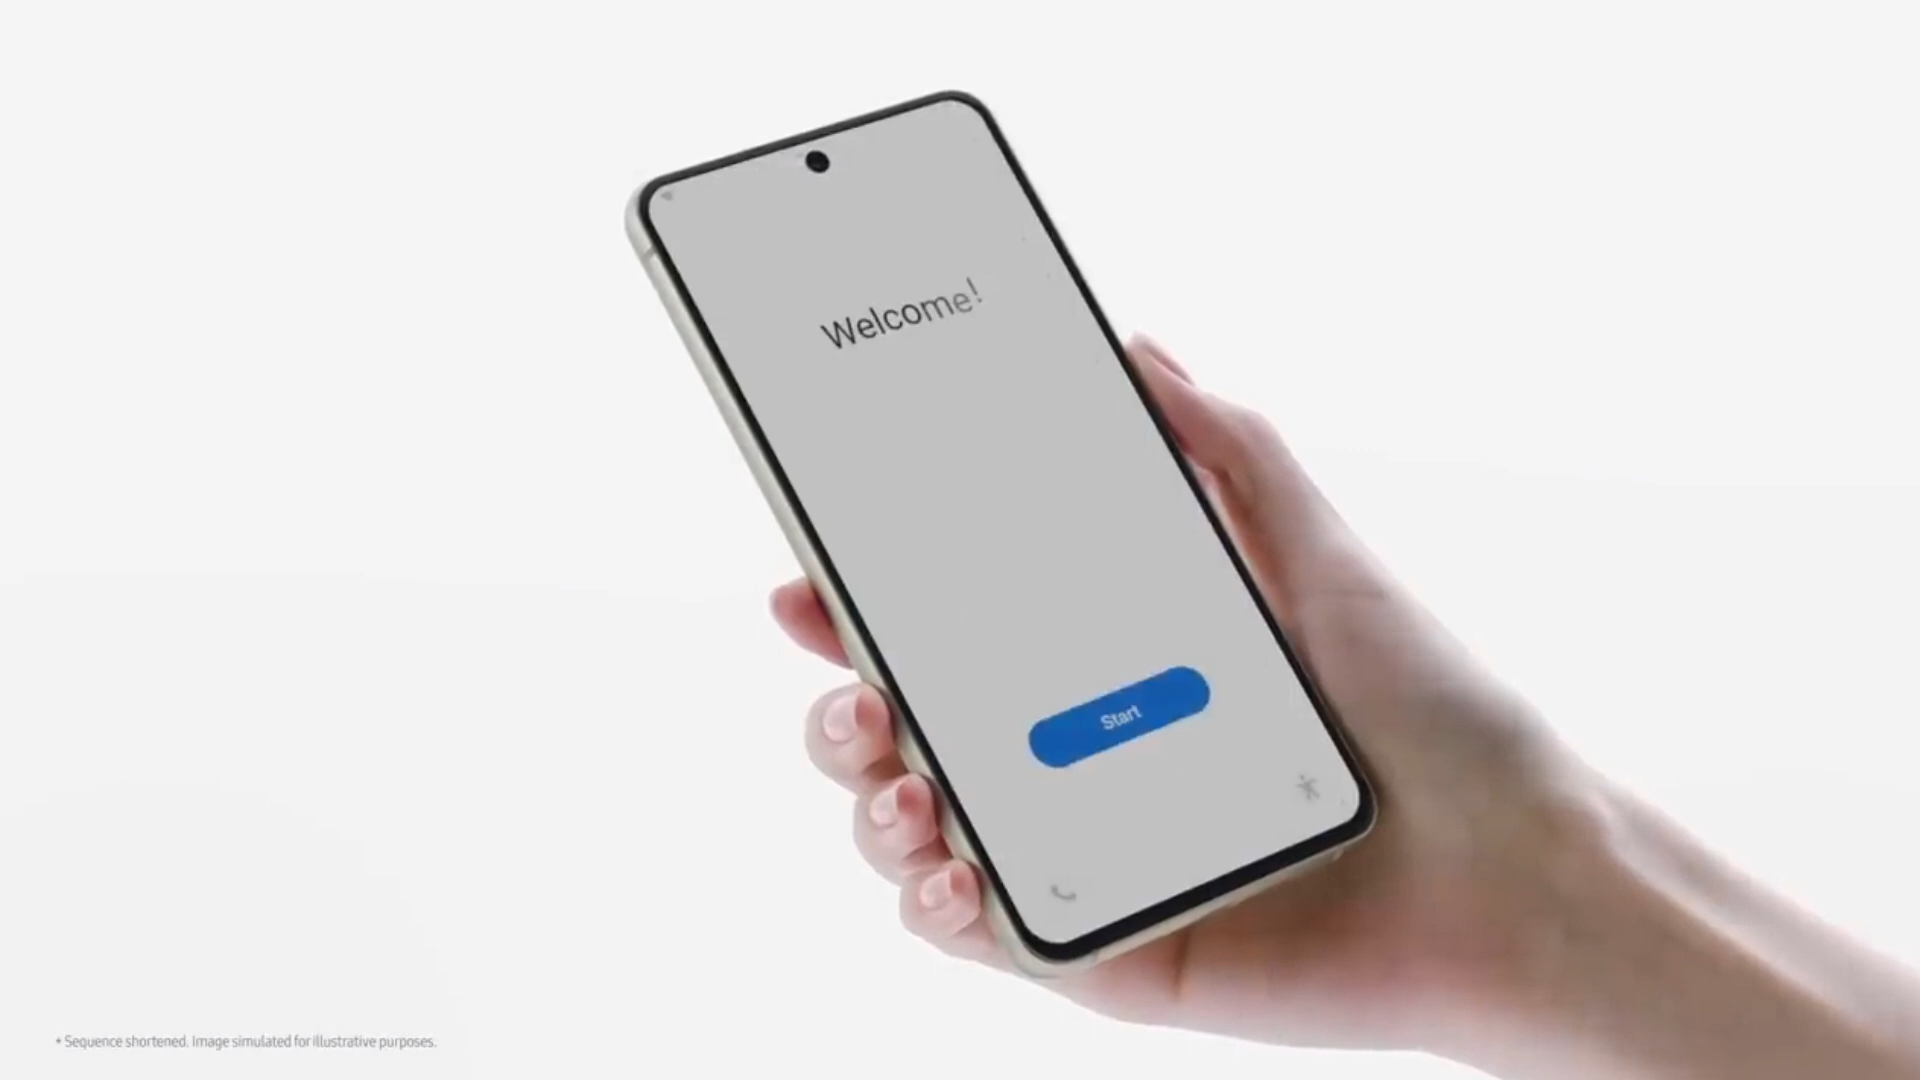 Welcome!
Start
* Sequence shortened. Image simulated for illustrative purposes.